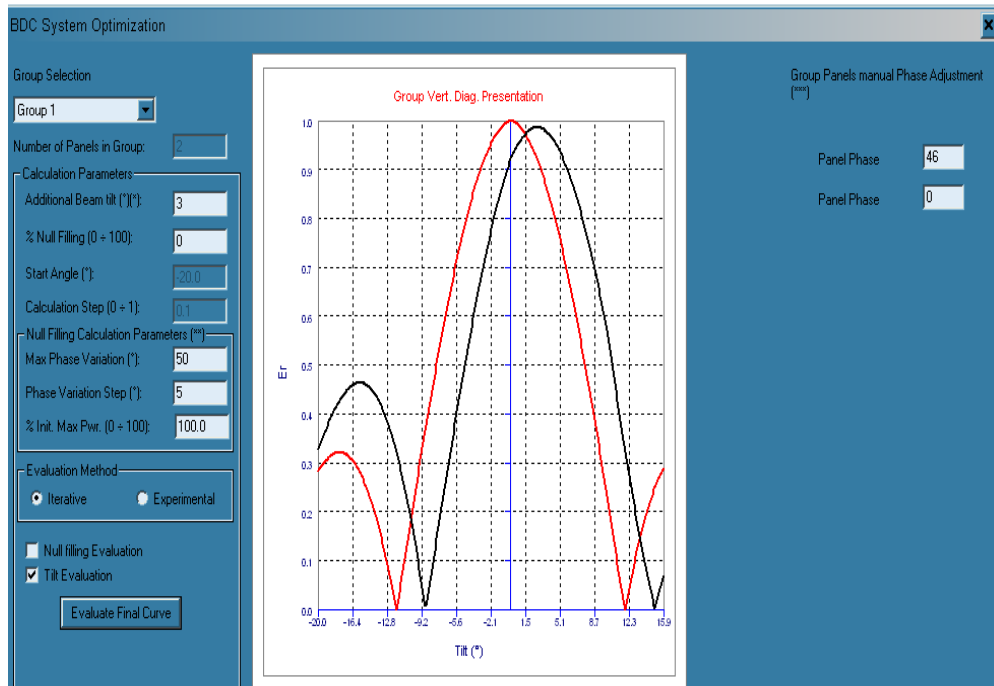 BDC System Optimization
Group Selection
Group 1
Number of Panels in Group: 2
Calculation Parameters
Additional Beam tilt (°)(*): 3
% Null Filling (0 ÷ 100): 0
Start Angle (°): -20.0
Calculation Step (0 ÷ 1): 0.1
Null Filling Calculation Parameters (**)
Max Phase Variation (°): 50
Phase Variation Step (°): 5
% Init. Max Pwr. (0 ÷ 100): 100.0
Evaluation Method
Iterative Experimental
Null filling Evaluation
Tilt Evaluation
Evaluate Final Curve
Group Vert. Diag. Presentation
1.0
0.9
0.8
0.7
0.6
0.5
0.4
0.3
0.2
0.1
0.0
Er
-20.0 -16.4 -12.8 -9.2 -5.6 -2.1 1.5 5.1 8.7 12.3 15.9
Tilt (°)
Group Panels manual Phase Adjustment
(***)
Panel Phase 46
Panel Phase 0